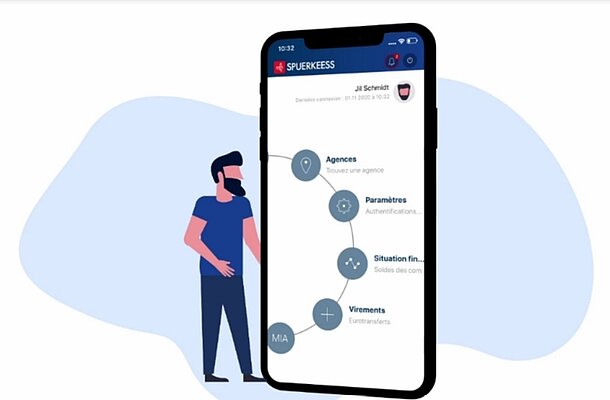 10:32
SPUERKEESS
2
Jil Schmidt
Dernière connexion : 01.11.2020 à 10:32
Agences
Trouvez une agence
Paramètres
Authentifications...
Situation fin...
Soldes des com
Virements
Eurotransferts
MIA